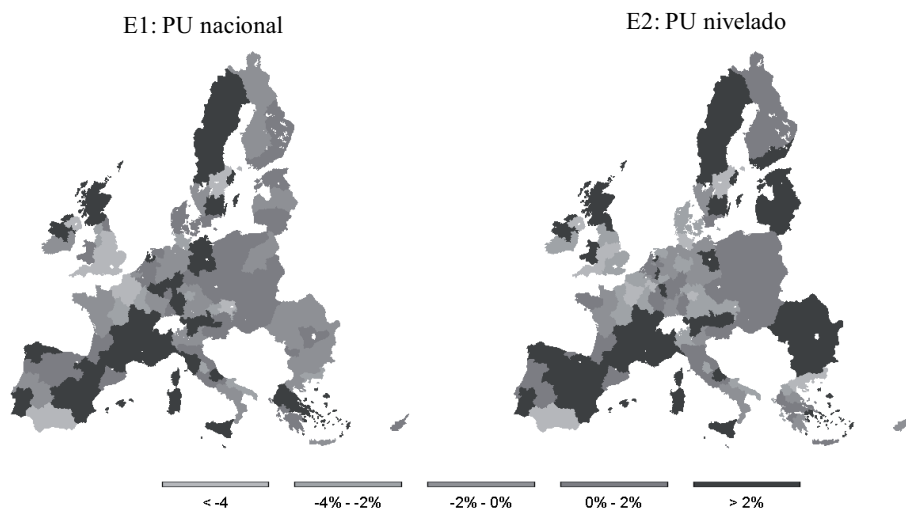 E1: PU nacional
E2: PU nivelado
< -4
-4% - -2%
-2% - 0%
0% - 2%
> 2%